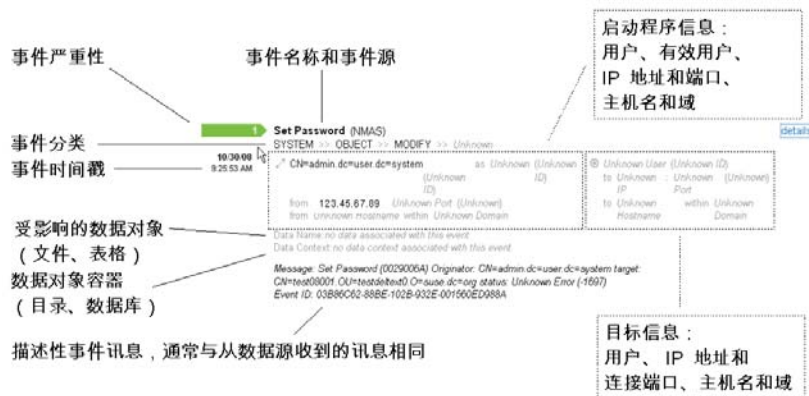 启动程序信息：
用户、有效用户、
IP 地址和端口、
主机名和域
事件严重性
事件名称和事件源
1
Set Password (NMAS)
details
事件分类
SYSTEM >> OBJECT >> MODIFY >> Unknown
事件时间戳
10/30/08
9:25:53 AM
CN=admin.dc=user.dc=system as Unknown (Unknown
(Unknown ID)
ID)
from 123.45.67.89 Unknown Port (Unknown)
from Unknown Hostname within Unknown Domain
Unknown User (Unknown ID)
to Unknown : Unknown (Unknown)
IP Port
to Unknown within Unknown
Hostname Domain
受影响的数据对象
（文件、表格）
Data Name:no data associated with this event
数据对象容器
（目录、数据库）
Data Context:no data context associated with this event
Message: Set Password (0029006A) Originator: CN=admin.dc=user.dc=system target:
CN=test08001.OU=testdeltext0.O=suse.dc=org status: Unknown Error (-1697)
Event ID: 03B86C62-88BE-102B-932E-001560ED988A
描述性事件讯息，通常与从数据源收到的讯息相同
目标信息：
用户、 IP 地址和
连接端口、主机名和域